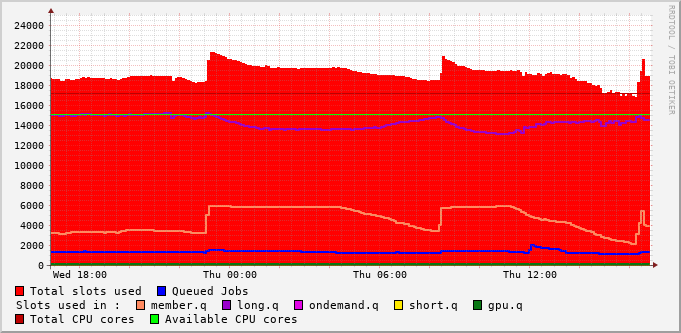 24000
22000
20000
18000
16000
14000
12000
10000
8000
6000
4000
2000
0
Wed 18:00 Thu 00:00 Thu 06:00 Thu 12:00
Total slots used Queued Jobs
Slots used in : member.q long.q ondemand.q short.q gpu.q
Total CPU cores Available CPU cores
RRDTOOL / TOBI OETIKER